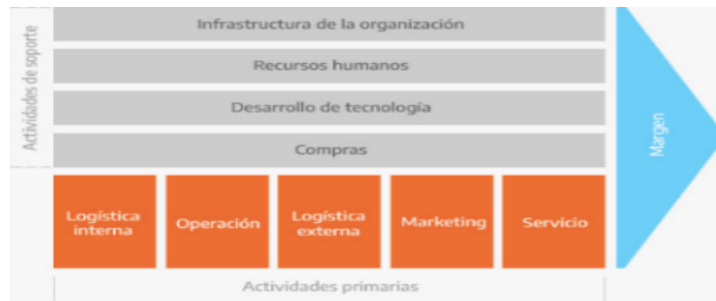 Actividades de soporte
Infrastructura de la organización
Recursos humanos
Desarrollo de tecnología
Compras
Margen
Logística
interna
Operación
Logística
externa
Marketing
Servicio
Actividades primarias